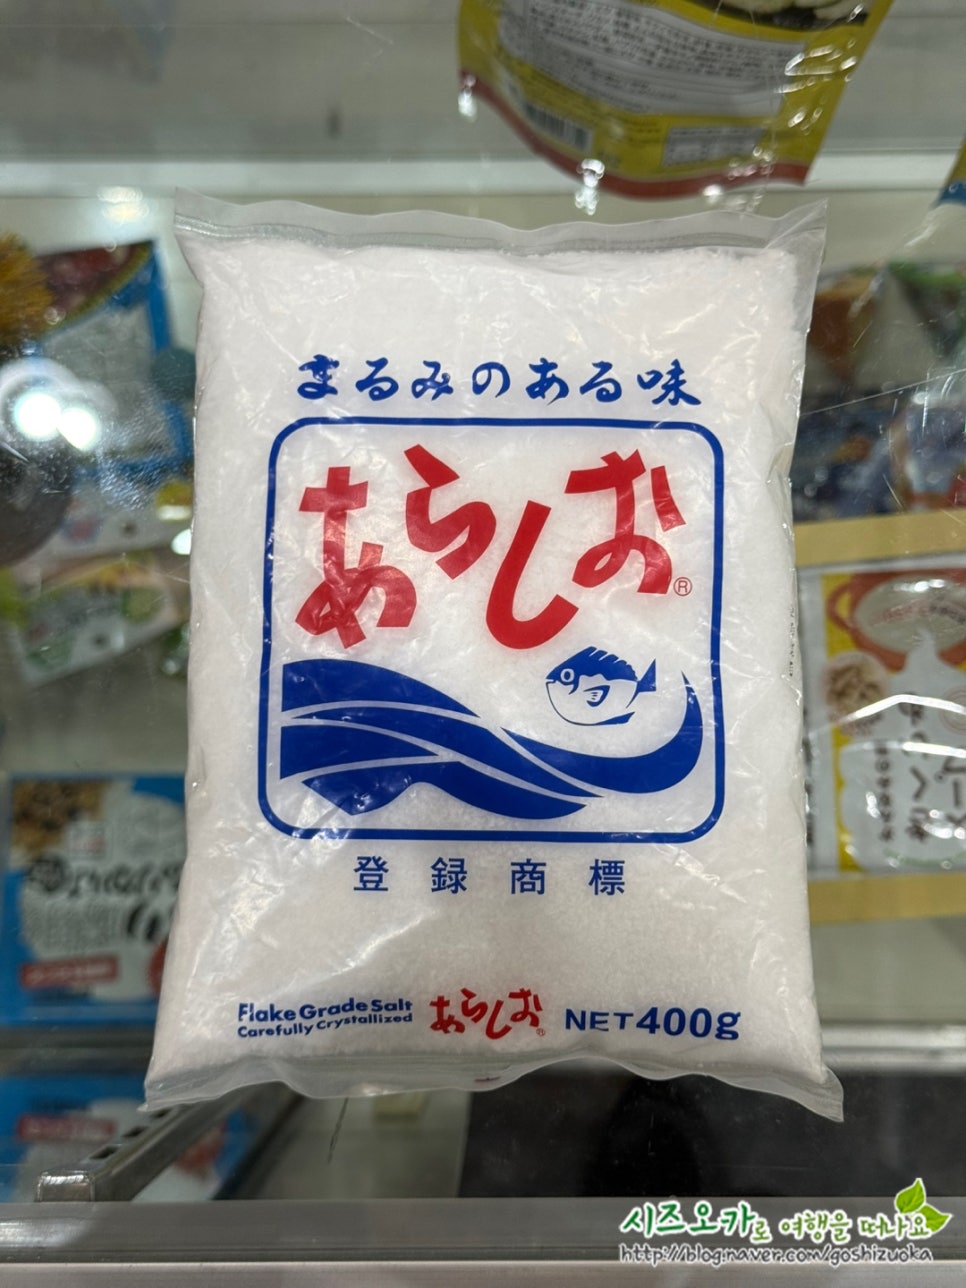 まるみのある味
あらしお®
登録商標
Flake Grade Salt
Carefully Crystallized
あらしお®
NET 400g
시즈오카로 여행을 떠나요
http://blog.naver.com/goshizuoka